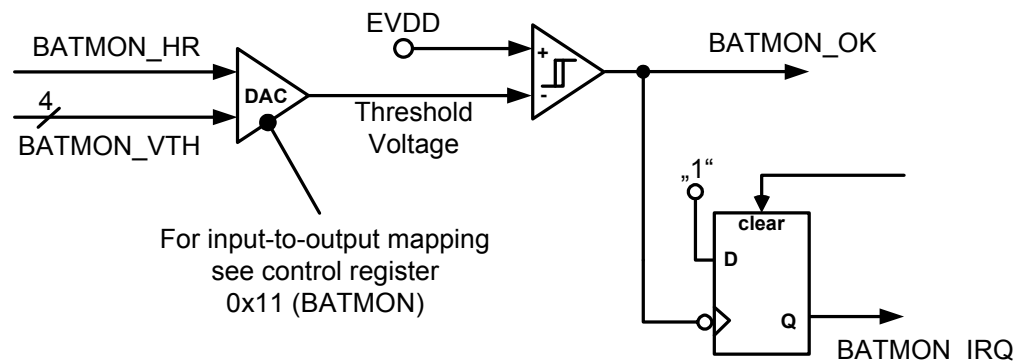 EVDD
BATMON_HR
BATMON_OK
+
DAC
-
4
Threshold
Voltage
BATMON_VTH
„1“
clear
For input-to-output mapping
see control register
0x11 (BATMON)
D
Q
BATMON_IRQ